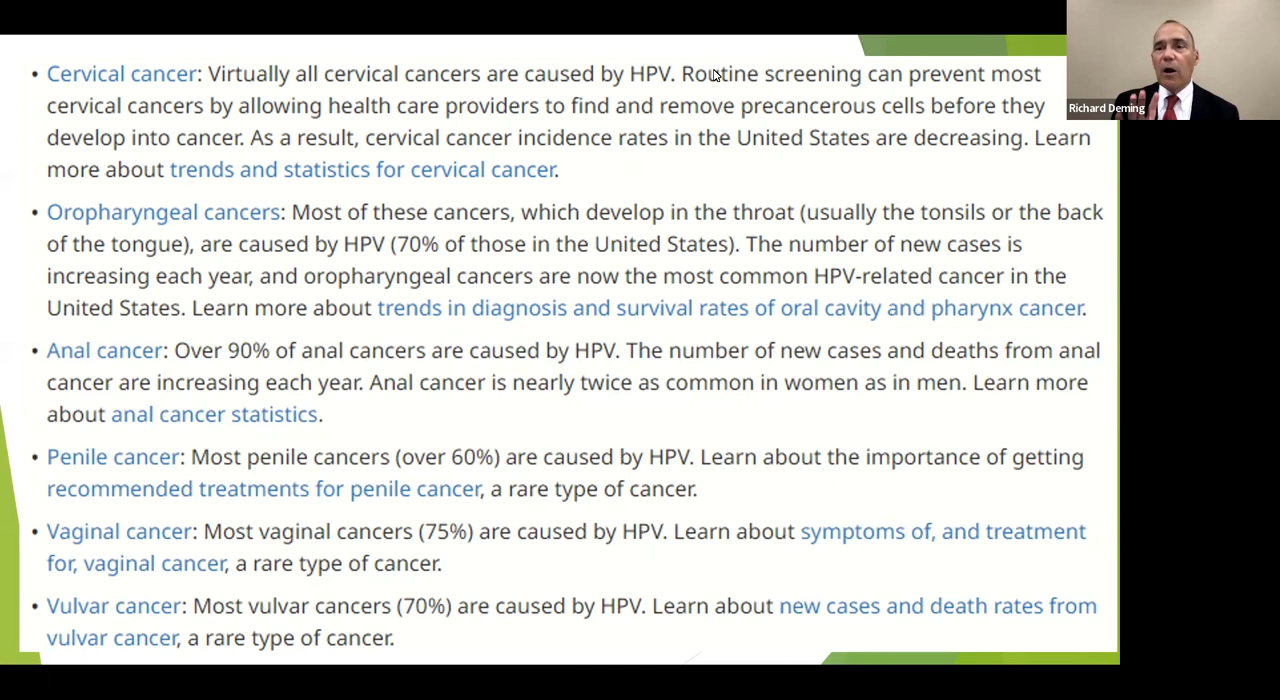 • Cervical cancer: Virtually all cervical cancers are caused by HPV. Routine screening can prevent most
cervical cancers by allowing health care providers to find and remove precancerous cells before they
develop into cancer. As a result, cervical cancer incidence rates in the United States are decreasing. Learn
more about trends and statistics for cervical cancer.
• Oropharyngeal cancers: Most of these cancers, which develop in the throat (usually the tonsils or the back
of the tongue), are caused by HPV (70% of those in the United States). The number of new cases is
increasing each year, and oropharyngeal cancers are now the most common HPV-related cancer in the
United States. Learn more about trends in diagnosis and survival rates of oral cavity and pharynx cancer.
• Anal cancer: Over 90% of anal cancers are caused by HPV. The number of new cases and deaths from anal
cancer are increasing each year. Anal cancer is nearly twice as common in women as in men. Learn more
about anal cancer statistics.
• Penile cancer: Most penile cancers (over 60%) are caused by HPV. Learn about the importance of getting
recommended treatments for penile cancer, a rare type of cancer.
• Vaginal cancer: Most vaginal cancers (75%) are caused by HPV. Learn about symptoms of, and treatment
for, vaginal cancer, a rare type of cancer.
• Vulvar cancer: Most vulvar cancers (70%) are caused by HPV. Learn about new cases and death rates from
vulvar cancer, a rare type of cancer.
Richard Deming